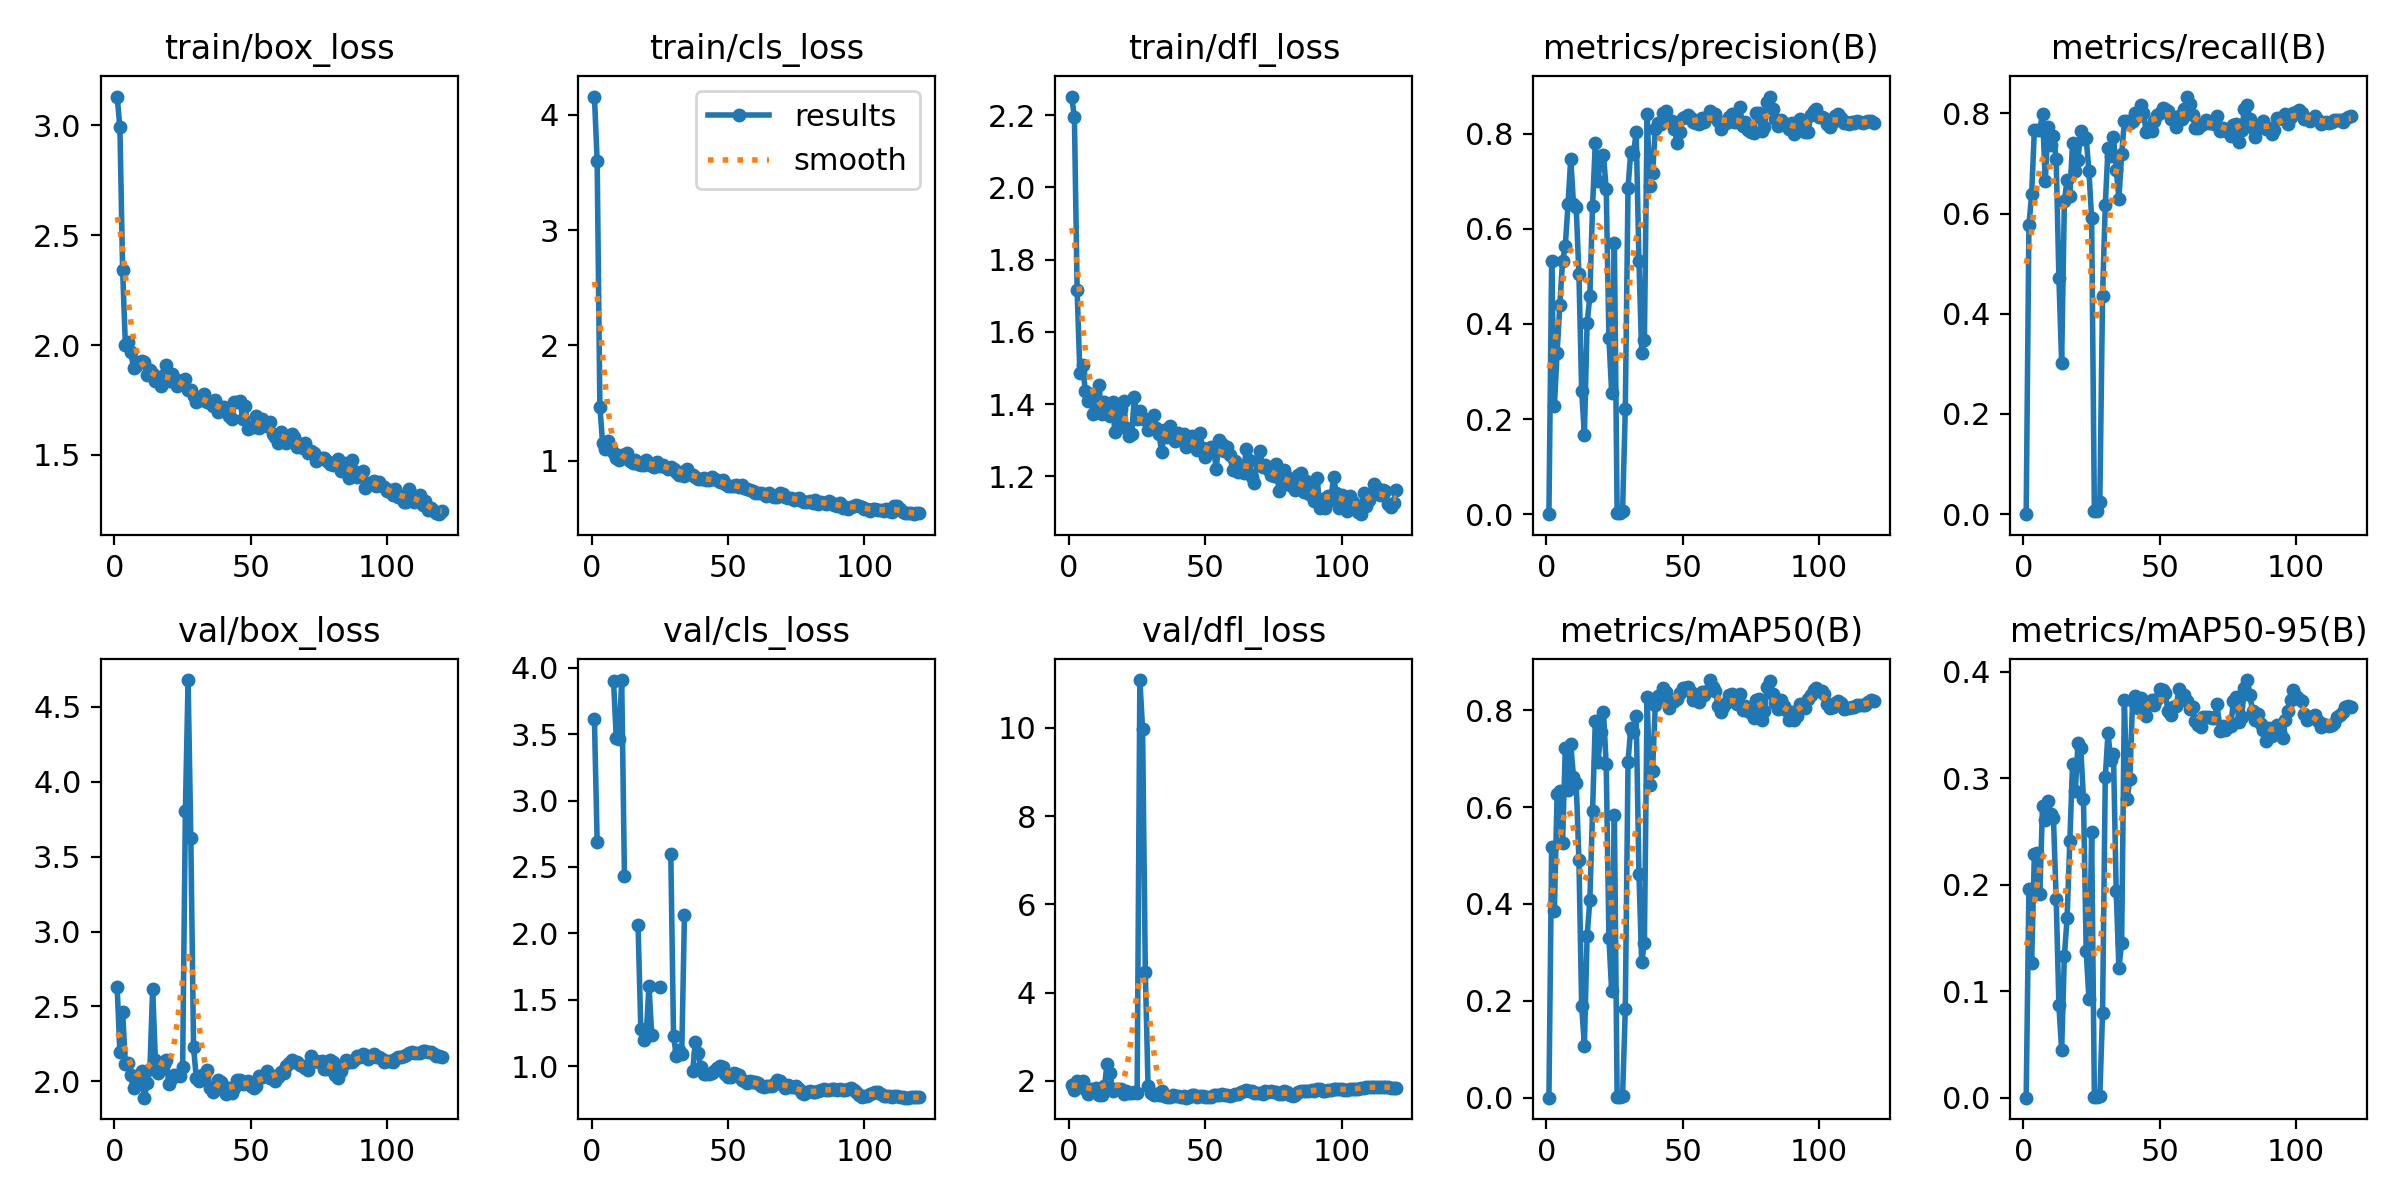 train/box_loss
3.0
2.5
2.0
1.5
0 50 100
train/cls_loss
results
smooth
4
3
2
1
0 50 100
train/dfl_loss
2.2
2.0
1.8
1.6
1.4
1.2
0 50 100
metrics/precision(B)
0.8
0.6
0.4
0.2
0.0
0 50 100
metrics/recall(B)
0.8
0.6
0.4
0.2
0.0
0 50 100
val/box_loss
4.5
4.0
3.5
3.0
2.5
2.0
0 50 100
val/cls_loss
4.0
3.5
3.0
2.5
2.0
1.5
1.0
0 50 100
val/dfl_loss
10
8
6
4
2
0 50 100
metrics/mAP50(B)
0.8
0.6
0.4
0.2
0.0
0 50 100
metrics/mAP50-95(B)
0.4
0.3
0.2
0.1
0.0
0 50 100